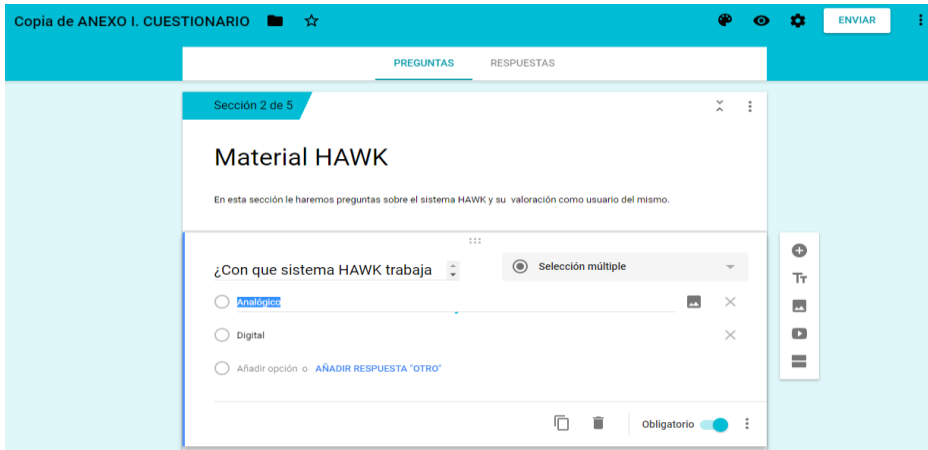 Copia de ANEXO I. CUESTIONARIO
ENVIAR
PREGUNTAS RESPUESTAS
Sección 2 de 5
Material HAWK
En esta sección le haremos preguntas sobre el sistema HAWK y su valoración como usuario del mismo.
¿Con que sistema HAWK trabaja
Selección múltiple
Analógico
Digital
Añadir opción o AÑADIR RESPUESTA "OTRO"
Tт
Obligatorio